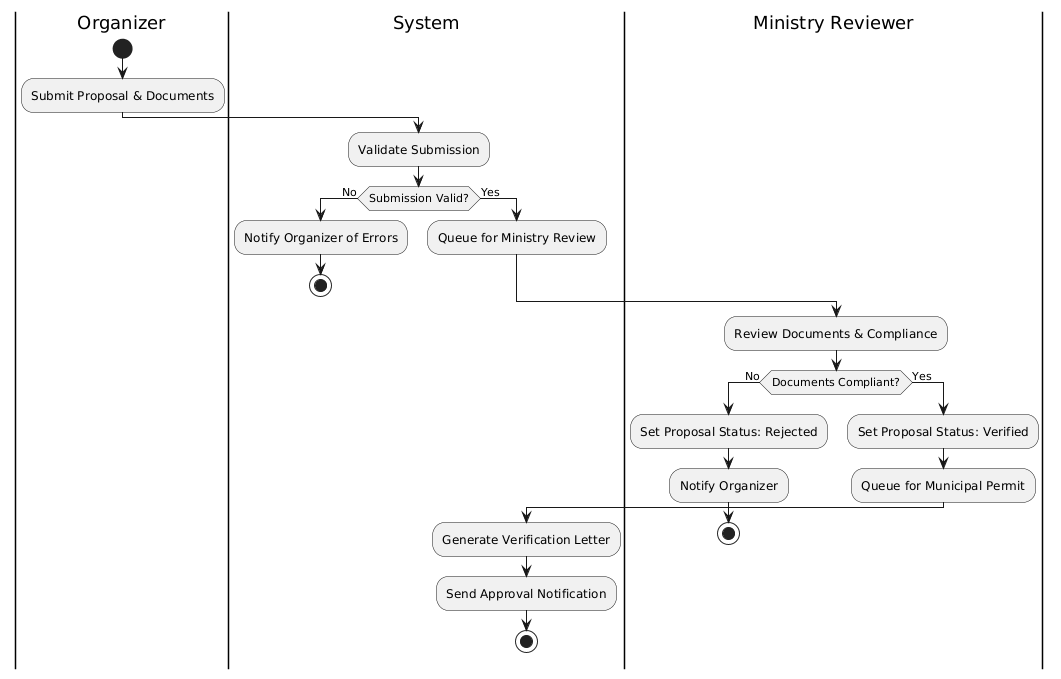 Organizer
System
Ministry Reviewer
Submit Proposal & Documents
Validate Submission
No
Submission Valid?
Yes
Notify Organizer of Errors
Queue for Ministry Review
Review Documents & Compliance
No
Documents Compliant?
Yes
Set Proposal Status: Rejected
Set Proposal Status: Verified
Notify Organizer
Queue for Municipal Permit
Generate Verification Letter
Send Approval Notification